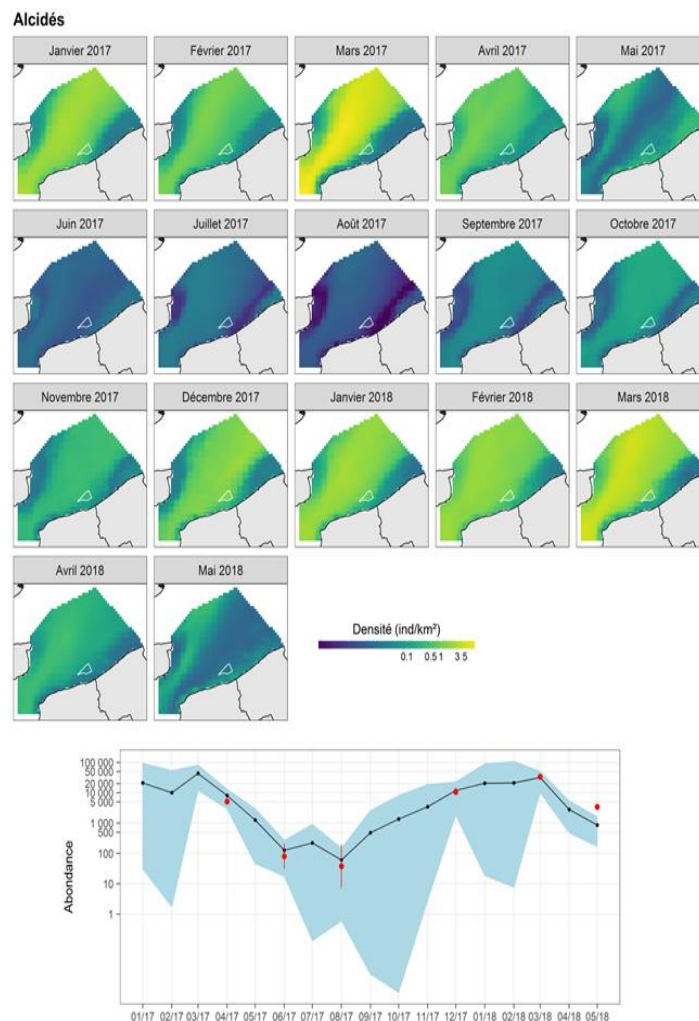 Alcidés
Janvier 2017 Février 2017 Mars 2017 Avril 2017 Mai 2017
Juin 2017 Juillet 2017 Août 2017 Septembre 2017 Octobre 2017
Novembre 2017 Décembre 2017 Janvier 2018 Février 2018 Mars 2018
Avril 2018 Mai 2018
Densité (ind/km²)
0.1 0.5 1 3 5
100 000
50 000
20 000
10 000
5 000
1 000
500
100
10
1
Abondance
01/17 02/17 03/17 04/17 05/17 06/17 07/17 08/17 09/17 10/17 11/17 12/17 01/18 02/18 03/18 04/18 05/18